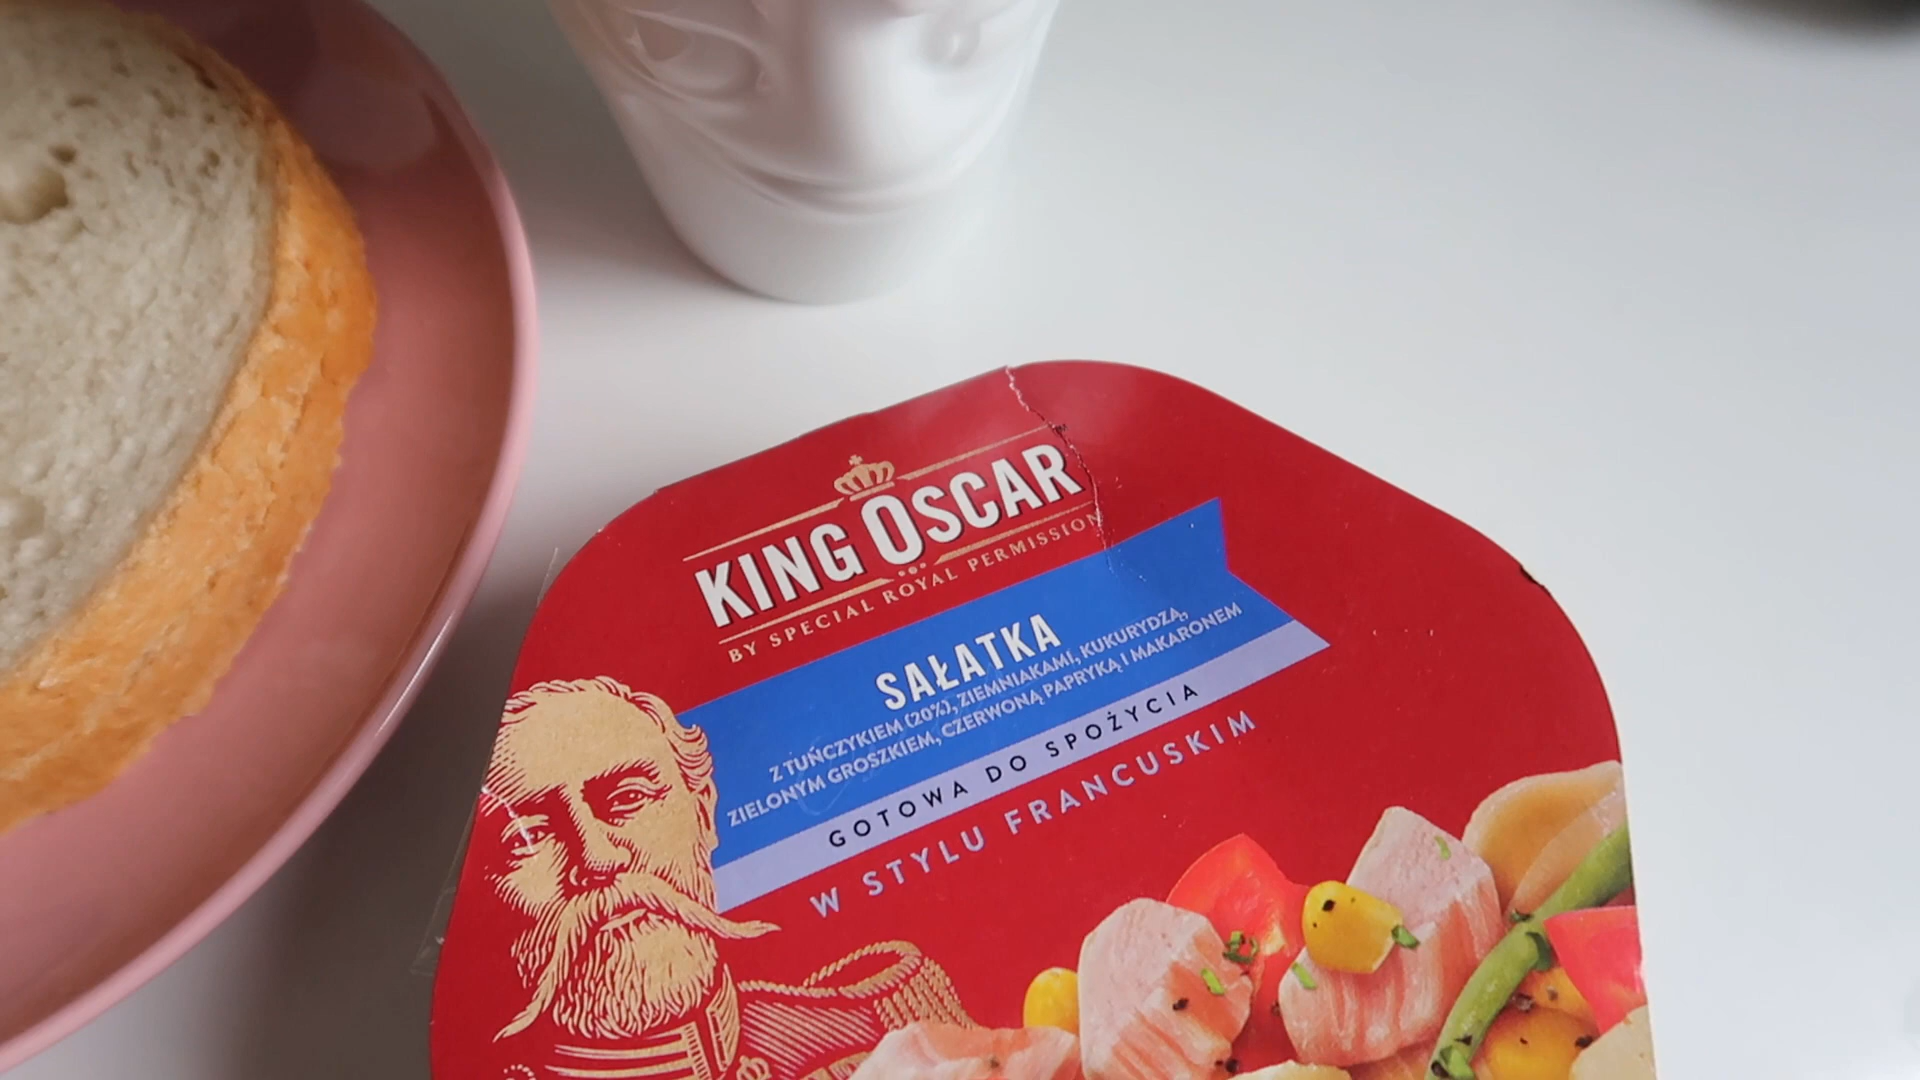 KING OSCAR™
BY SPECIAL ROYAL PERMISSION
SAŁATKA
Z TUŃCZYKIEM (20%), ZIEMNIAKAMI, KUKURYDZĄ,
ZIELONYM GROSZKIEM, CZERWONĄ PAPRYKĄ I MAKARONEM
GOTOWA DO SPOŻYCIA
W STYLU FRANCUSKIM